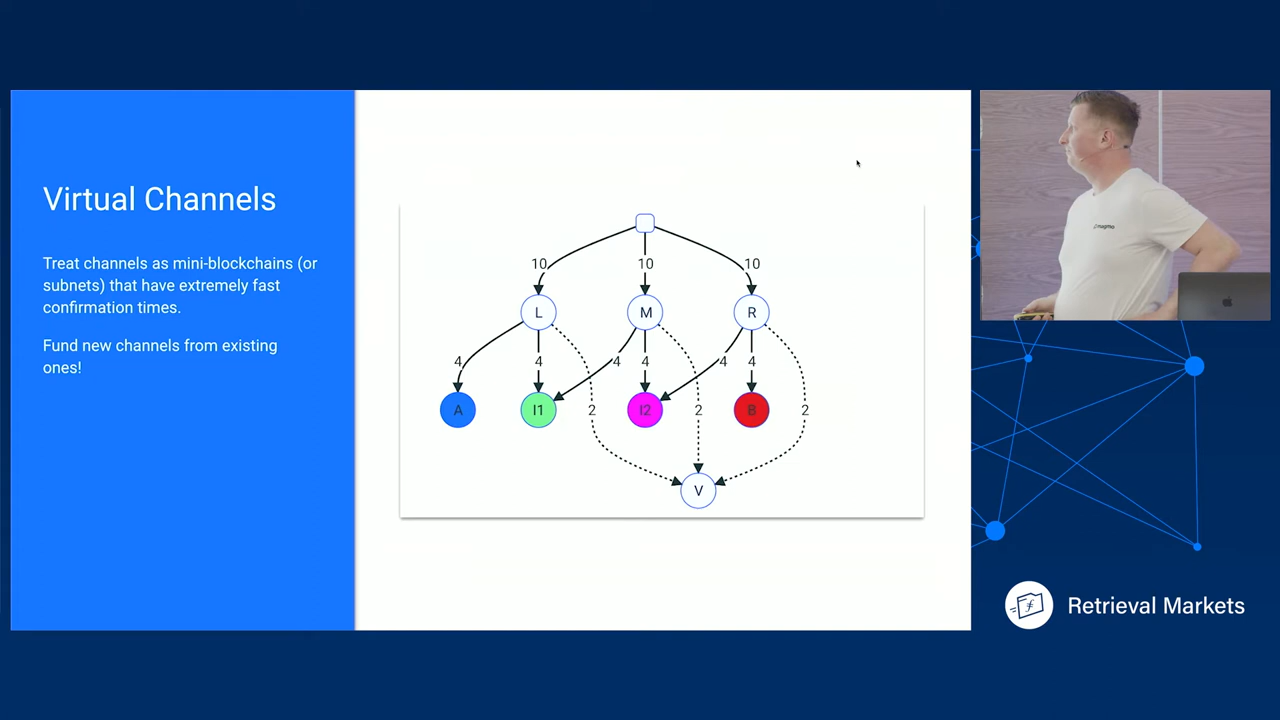 Virtual Channels
Treat channels as mini-blockchains (or
subnets) that have extremely fast
confirmation times.
Fund new channels from existing
ones!
10 10 10
L M R
4 4 4 4 4 4
A I1 I2 B
2 2 2
V
magmo
Retrieval Markets